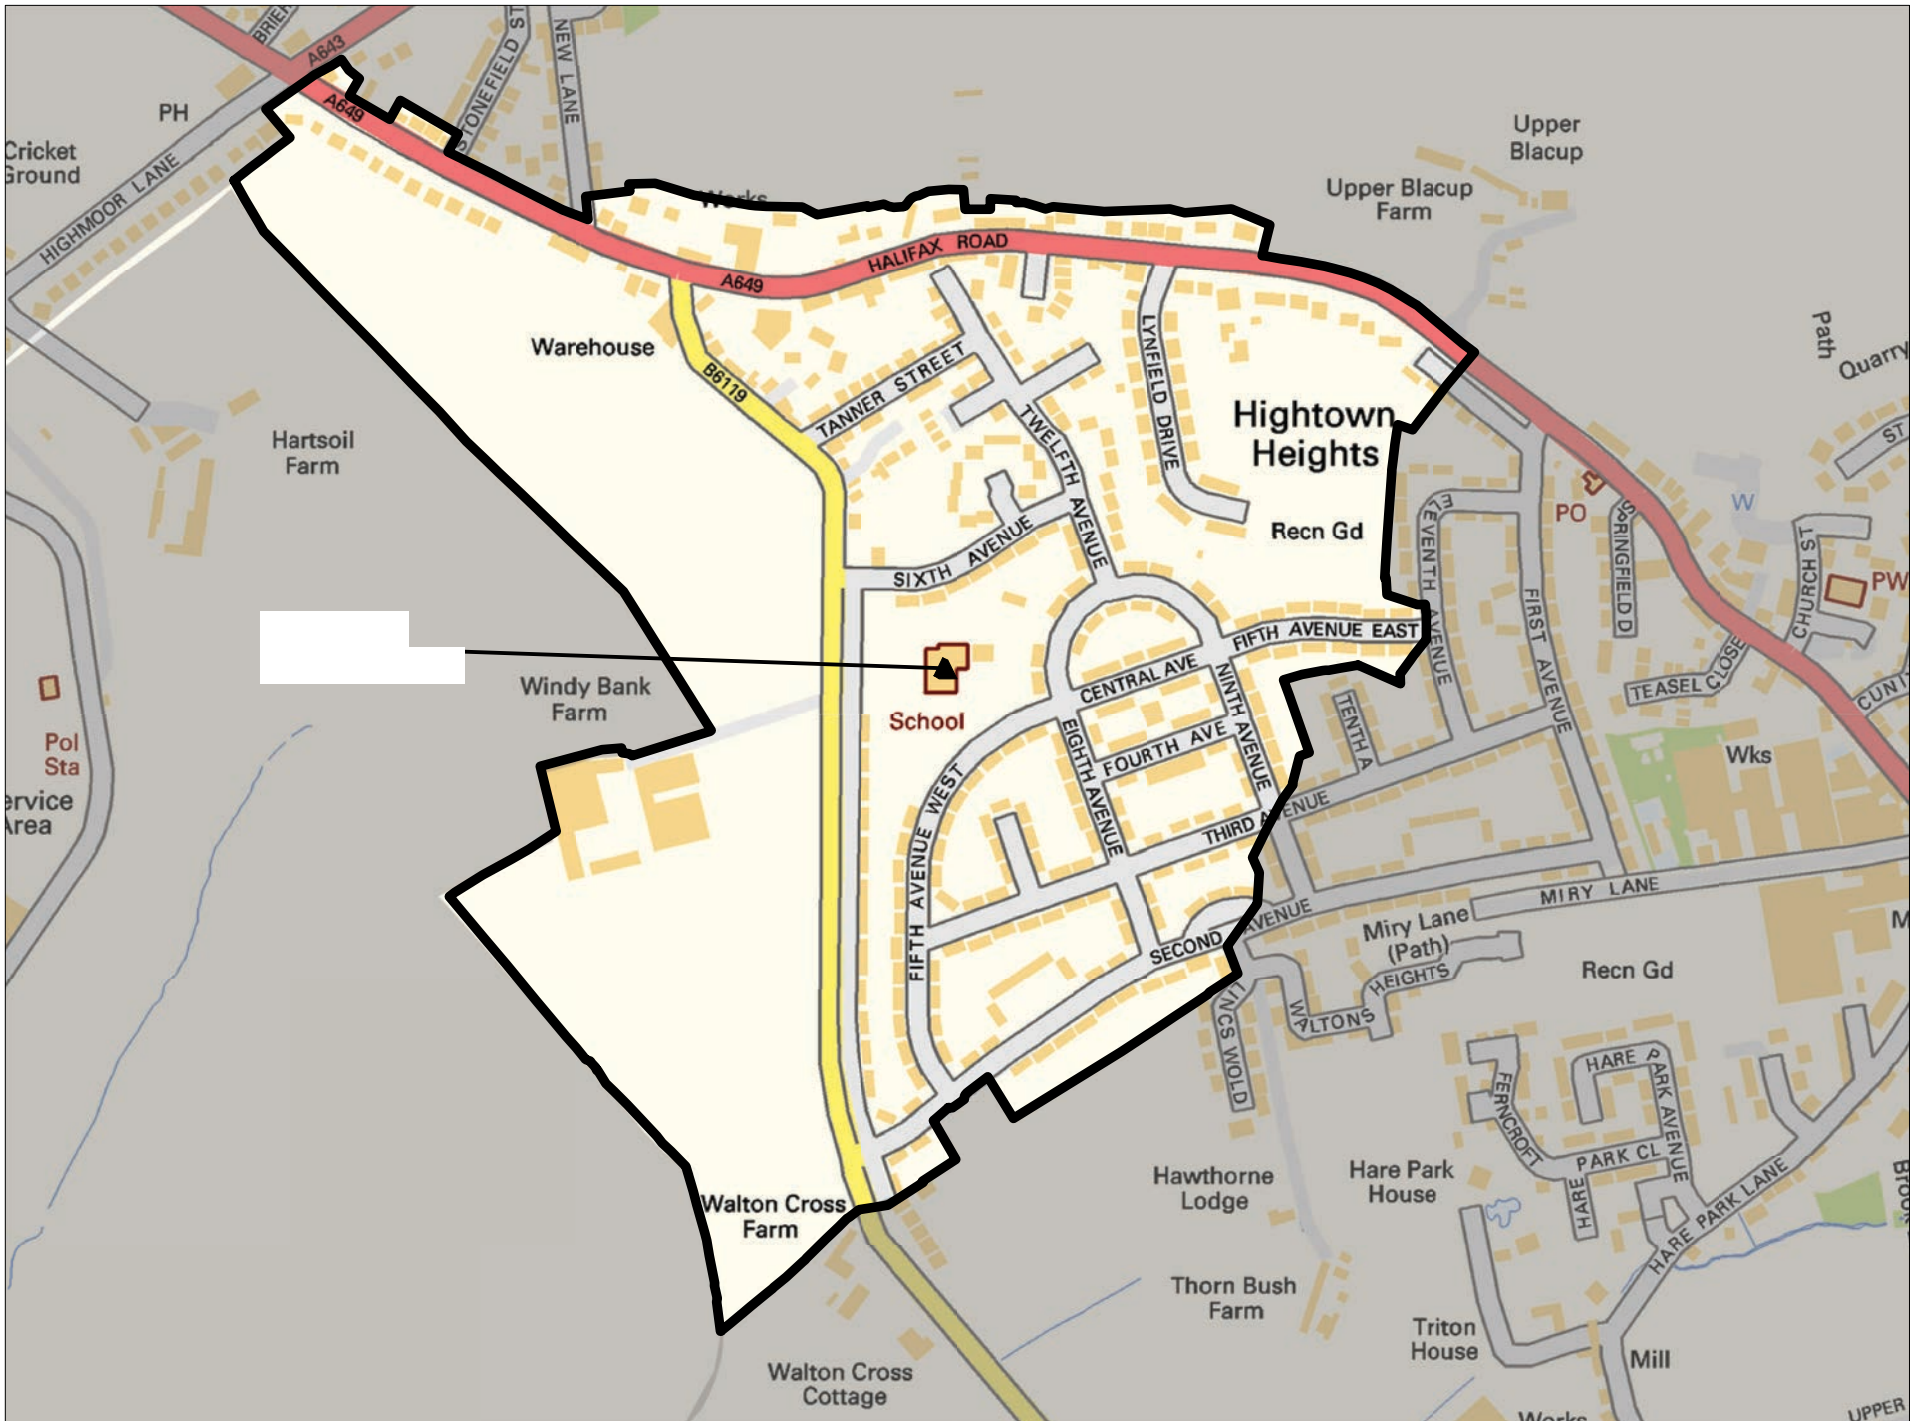 BRIER
A643
STONEFIELD ST
NEW LANE
PH
A649
Cricket
Ground
HIGHMOOR LANE
Works
Upper
Blacup
Upper Blacup
Farm
HALIFAX ROAD
A649
Path
Quarry
Warehouse
B6119
TANNER STREET
LYNFIELD DRIVE
TWELFTH AVENUE
Hightown
Heights
Hartsoil
Farm
ST
W
PO
ELEVENTH AVENUE
SPRINGFIELD
Recn Gd
SIXTH AVENUE
FIRST AVENUE
CHURCH ST
PW
FIFTH AVENUE EAST
CENTRAL AVE
NINTH AVENUE
TEASEL CLOSE
CUNI
Windy Bank
Farm
School
TENTH A
EIGHTH AVENUE
FOURTH AVE
Pol
Sta
Wks
ervice
Area
FIFTH AVENUE WEST
THIRD AVENUE
MIRY LANE
SECOND AVENUE
Miry Lane
(Path)
M
HEIGHTS
WALTONS
Recn Gd
LINCS WOLD
HARE PARK AVENUE
FERNCROFT
HARE PARK CL
Hawthorne
Lodge
Hare Park
House
HARE PARK LANE
Broo
Walton Cross
Farm
Thorn Bush
Farm
Triton
House
Mill
Walton Cross
Cottage
Works
UPPER